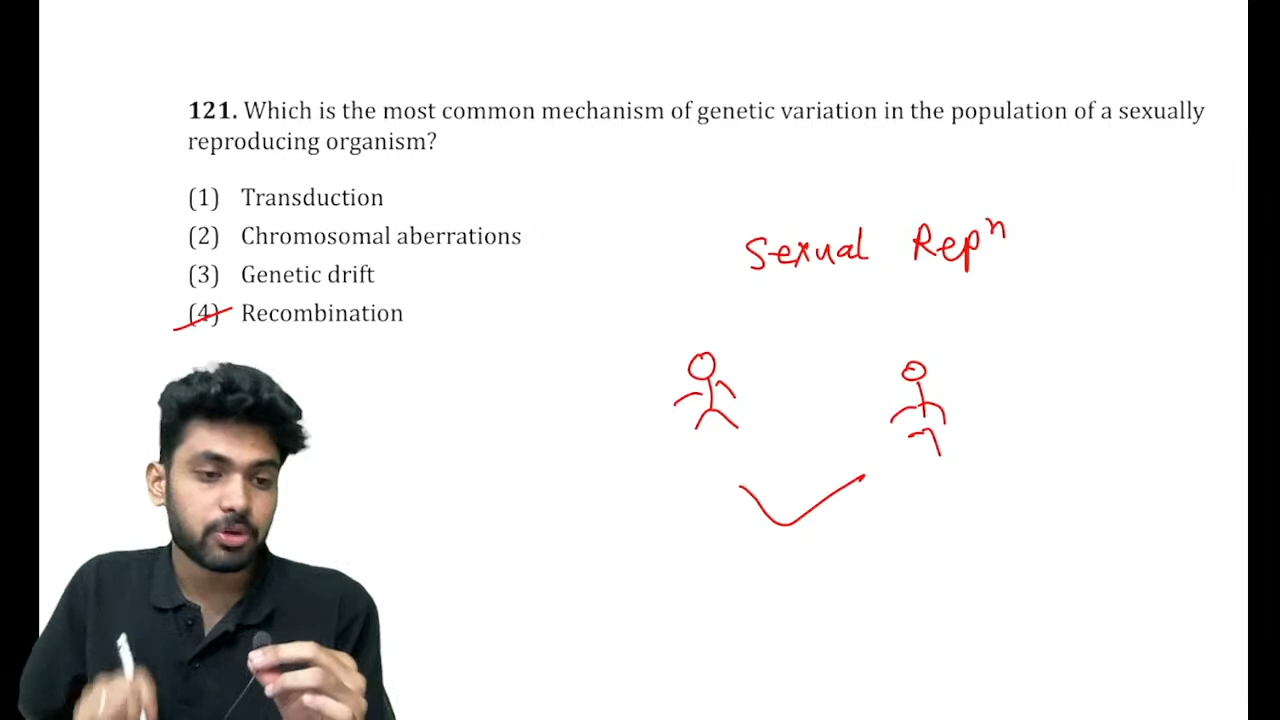 121. Which is the most common mechanism of genetic variation in the population of a sexually
reproducing organism?
(1) Transduction
(2) Chromosomal aberrations
(3) Genetic drift
(4) Recombination
Sexual Repⁿ